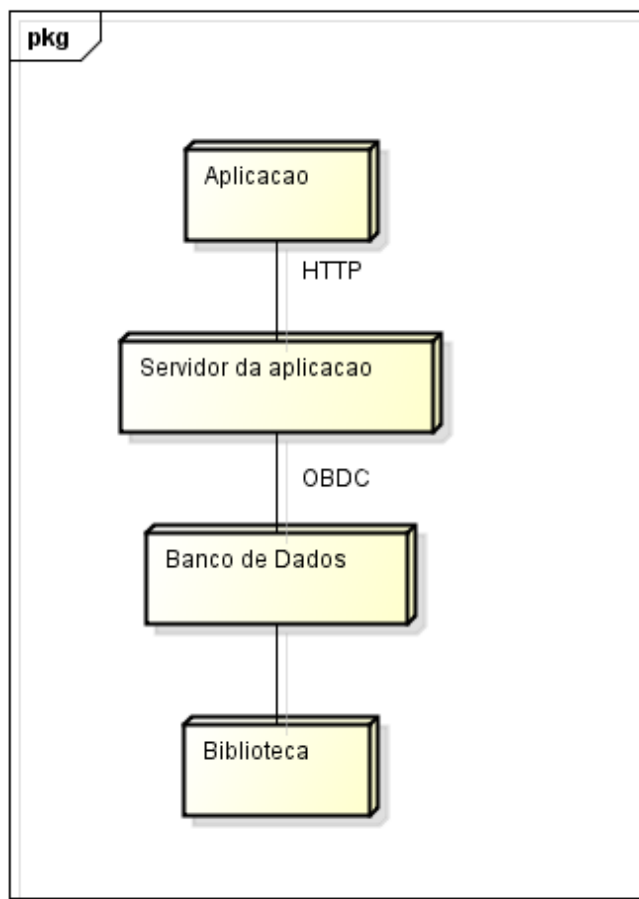 pkg
Aplicacao
HTTP
Servidor da aplicacao
OBDC
Banco de Dados
Biblioteca